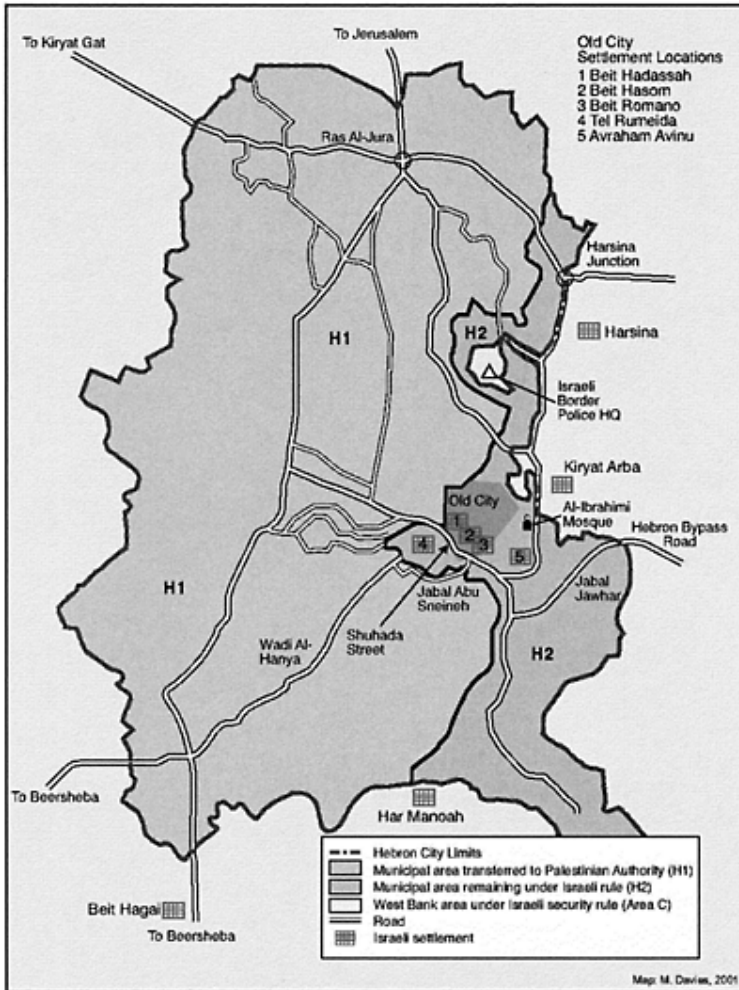 To Kiryat Gat
To Jerusalem
Old City
Settlement Locations
1 Beit Hadassah
2 Beit Hasom
3 Beit Romano
4 Tel Rumeida
5 Avraham Avinu
Ras Al-Jura
Harsina
Junction
H1
H2
Harsina
Israeli
Border
Police HQ
Kiryat Arba
Old City
Al-Ibrahimi
Mosque
Hebron Bypass
Road
1
2
3
4
5
Jabal Abu
Sneineh
Jabal
Jawhar
H1
Shuhada
Street
Wadi Al-
Hanya
H2
To Beersheba
Har Manoah
Beit Hagai
To Beersheba
Hebron City Limits
Municipal area transferred to Palestinian Authority (H1)
Municipal area remaining under Israeli rule (H2)
West Bank area under Israeli security rule (Area C)
Road
Israeli settlement
Map: M. Davies, 2001